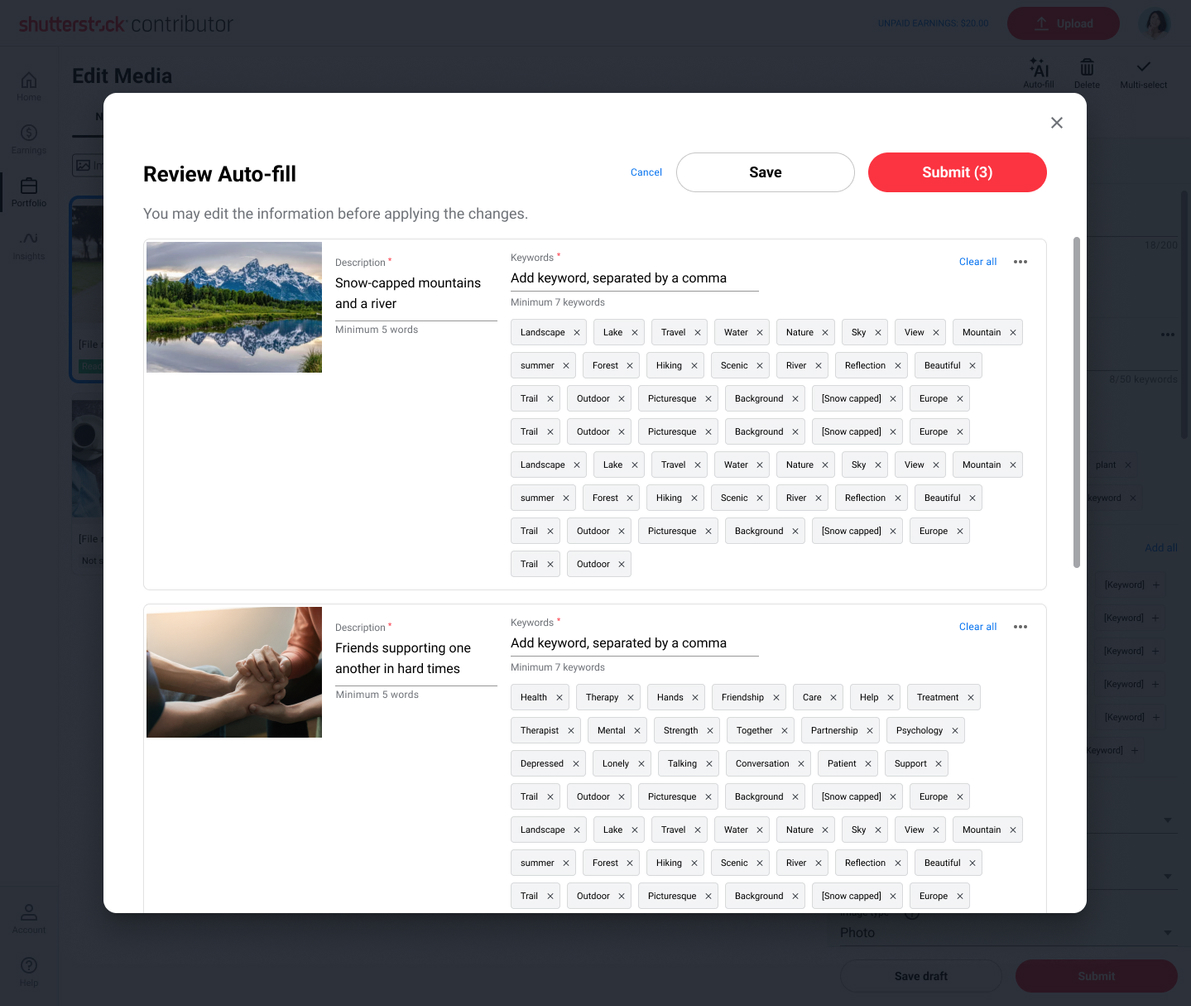 shutterstock contributor
UNPAID EARNINGS: $20.00
Upload
Edit Media
AI
Auto-fill
Delete
Multi-select
Home
Earnings
Portfolio
Insights
Account
Help
Review Auto-fill
Cancel
Save
Submit (3)
You may edit the information before applying the changes.
Description *
Snow-capped mountains
and a river
Minimum 5 words
Keywords *
Add keyword, separated by a comma
Minimum 7 keywords
Clear all
Landscape Lake Travel Water Nature Sky View Mountain
summer Forest Hiking Scenic River Reflection Beautiful
Trail Outdoor Picturesque Background [Snow capped] Europe
Trail Outdoor Picturesque Background [Snow capped] Europe
Landscape Lake Travel Water Nature Sky View Mountain
summer Forest Hiking Scenic River Reflection Beautiful
Trail Outdoor Picturesque Background [Snow capped] Europe
Trail Outdoor
Description *
Friends supporting one
another in hard times
Minimum 5 words
Keywords *
Add keyword, separated by a comma
Minimum 7 keywords
Clear all
Health Therapy Hands Friendship Care Help Treatment
Therapist Mental Strength Together Partnership Psychology
Depressed Lonely Talking Conversation Patient Support
Trail Outdoor Picturesque Background [Snow capped] Europe
Landscape Lake Travel Water Nature Sky View Mountain
summer Forest Hiking Scenic River Reflection Beautiful
Trail Outdoor Picturesque Background [Snow capped] Europe
18/200
8/50 keywords
plant
keyword
Add all
[Keyword] +
[Keyword] +
[Keyword] +
[Keyword] +
[Keyword] +
Keyword] +
[File
[File
Not s
Photo
Save draft
Submit